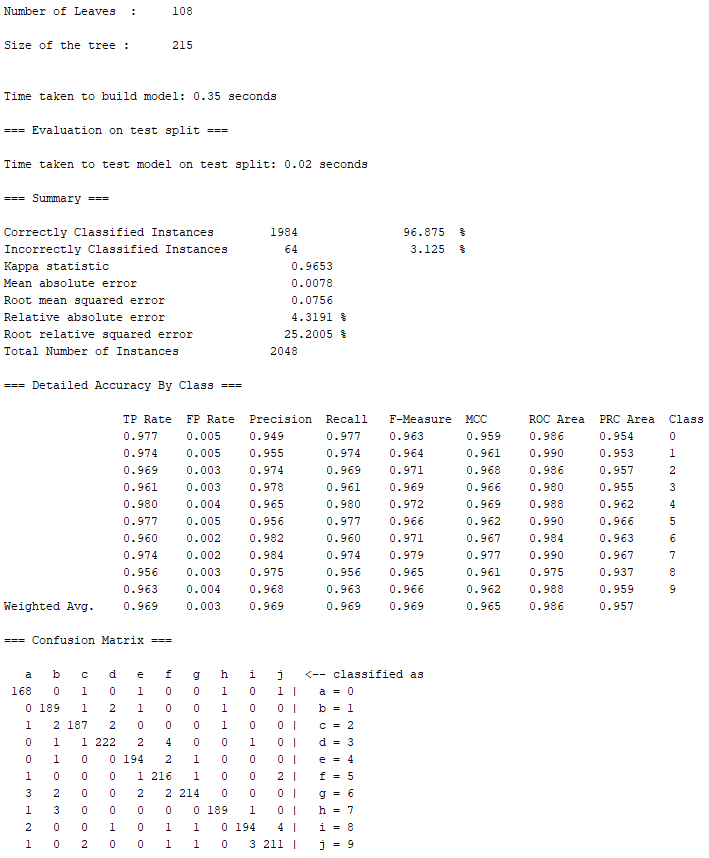 Number of Leaves  :     108
Size of the tree :      215
Time taken to build model: 0.35 seconds
=== Evaluation on test split ===
Time taken to test model on test split: 0.02 seconds
=== Summary ===
Correctly Classified Instances        1984               96.875  %
Incorrectly Classified Instances        64                3.125  %
Kappa statistic                          0.9653
Mean absolute error                      0.0078
Root mean squared error                  0.0756
Relative absolute error                  4.3191 %
Root relative squared error             25.2005 %
Total Number of Instances             2048
=== Detailed Accuracy By Class ===
                 TP Rate  FP Rate  Precision  Recall   F-Measure  MCC      ROC Area  PRC Area  Class
                 0.977    0.005    0.949      0.977    0.963      0.959    0.986     0.954     0
                 0.974    0.005    0.955      0.974    0.964      0.961    0.990     0.953     1
                 0.969    0.003    0.974      0.969    0.971      0.968    0.986     0.957     2
                 0.961    0.003    0.978      0.961    0.969      0.966    0.980     0.955     3
                 0.980    0.004    0.965      0.980    0.972      0.969    0.988     0.962     4
                 0.977    0.005    0.956      0.977    0.966      0.962    0.990     0.966     5
                 0.960    0.002    0.982      0.960    0.971      0.967    0.984     0.963     6
                 0.974    0.002    0.984      0.974    0.979      0.977    0.990     0.967     7
                 0.956    0.003    0.975      0.956    0.965      0.961    0.975     0.937     8
                 0.963    0.004    0.968      0.963    0.966      0.962    0.988     0.959     9
Weighted Avg.    0.969    0.003    0.969      0.969    0.969      0.965    0.986     0.957
=== Confusion Matrix ===
   a   b   c   d   e   f   g   h   i   j   <-- classified as
 168   0   1   0   1   0   0   1   0   1 |   a = 0
   0 189   1   2   1   0   0   1   0   0 |   b = 1
   1   2 187   2   0   0   0   1   0   0 |   c = 2
   0   1   1 222   2   4   0   0   1   0 |   d = 3
   0   1   0   0 194   2   1   0   0   0 |   e = 4
   1   0   0   0   1 216   1   0   0   2 |   f = 5
   3   2   0   0   2   2 214   0   0   0 |   g = 6
   1   3   0   0   0   0   0 189   1   0 |   h = 7
   2   0   0   1   0   1   1   0 194   4 |   i = 8
   1   0   2   0   0   1   1   0   3 211 |   j = 9